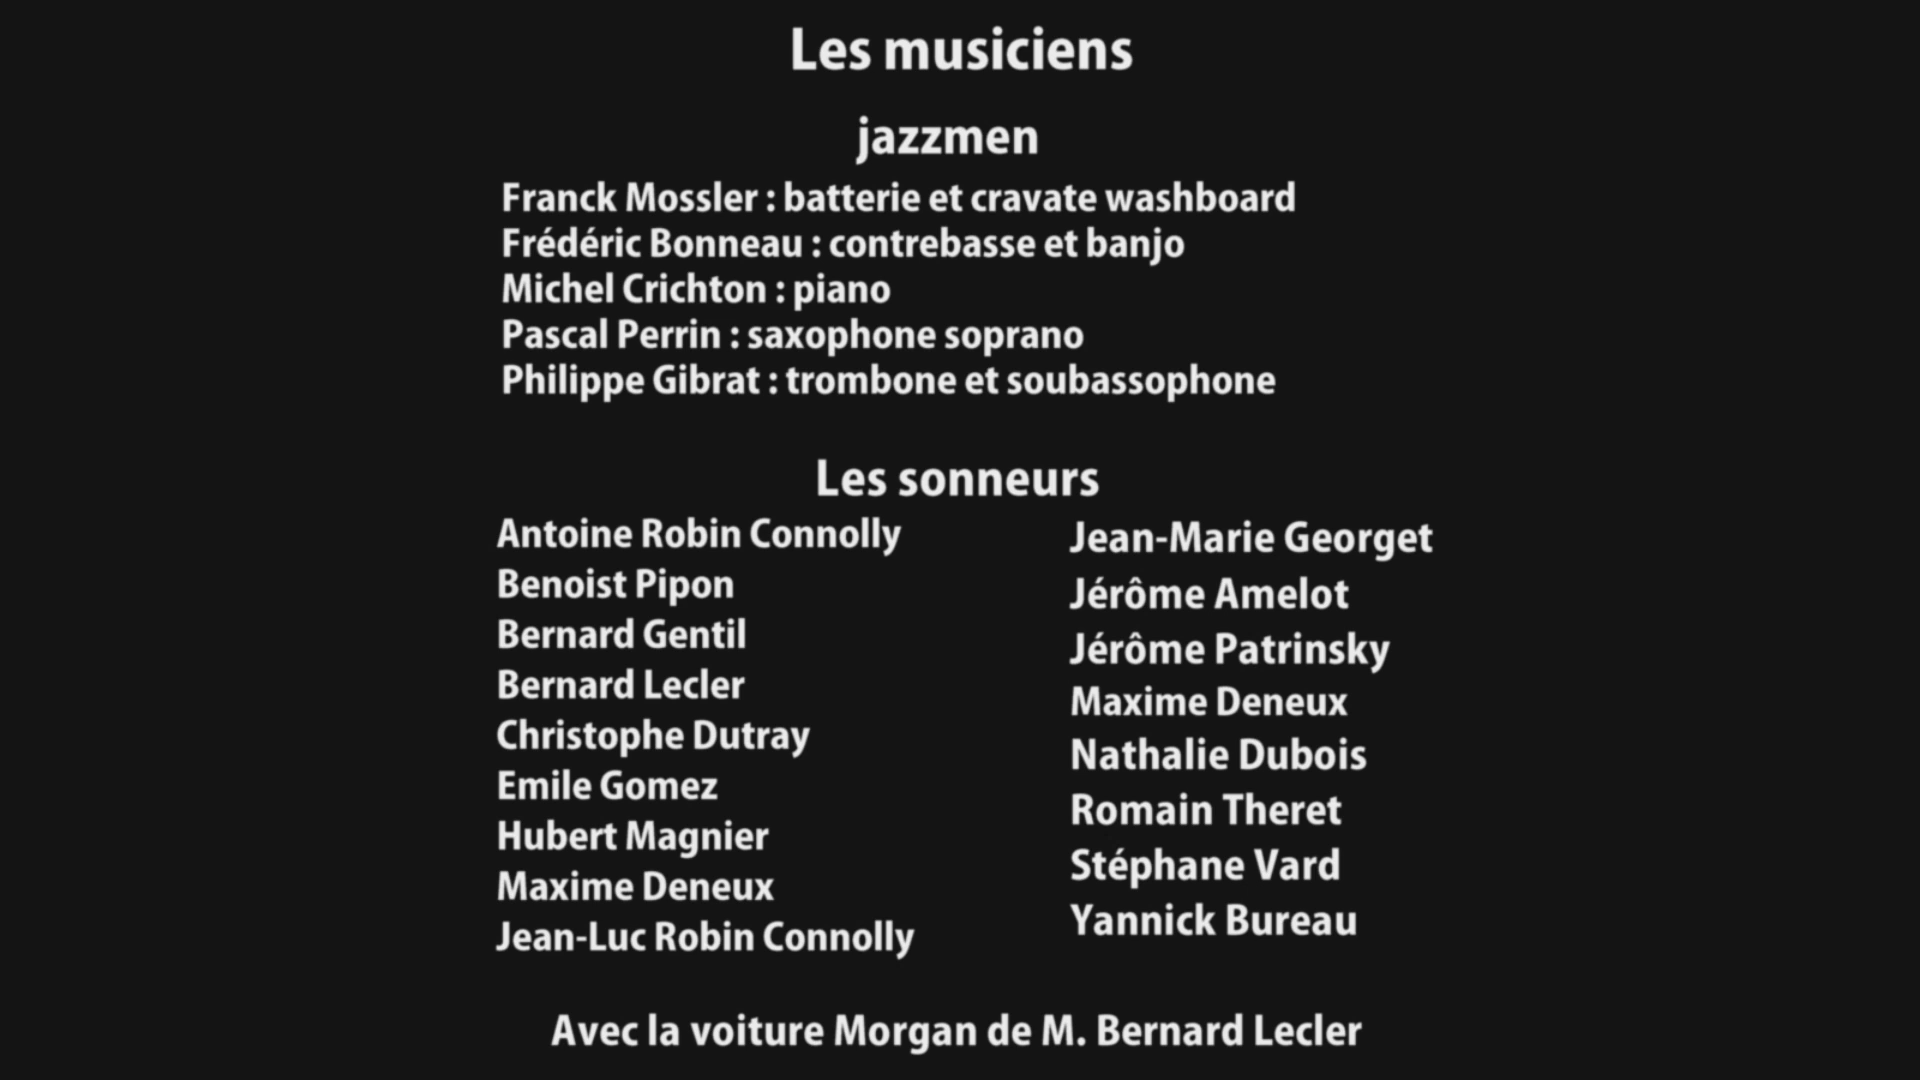 Les musiciens
jazzmen
Franck Mossler : batterie et cravate washboard
Frédéric Bonneau : contrebasse et banjo
Michel Crichton : piano
Pascal Perrin : saxophone soprano
Philippe Gibrat : trombone et soubassophone
Les sonneurs
Antoine Robin Connolly
Benoist Pipon
Bernard Gentil
Bernard Lecler
Christophe Dutray
Emile Gomez
Hubert Magnier
Maxime Deneux
Jean-Luc Robin Connolly
Jean-Marie Georget
Jérôme Amelot
Jérôme Patrinsky
Maxime Deneux
Nathalie Dubois
Romain Theret
Stéphane Vard
Yannick Bureau
Avec la voiture Morgan de M. Bernard Lecler